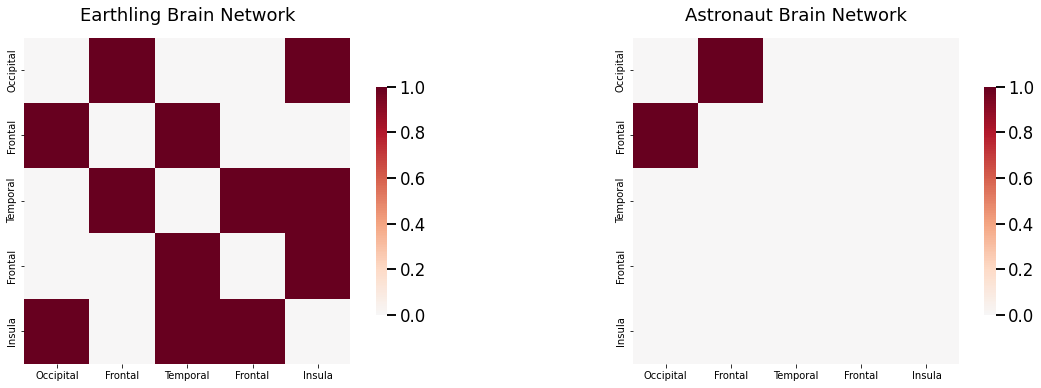 Earthling Brain Network
Occipital
Frontal
Temporal
Frontal
Insula
Occipital Frontal Temporal Frontal Insula
1.0
0.8
0.6
0.4
0.2
0.0
Astronaut Brain Network
Occipital
Frontal
Temporal
Frontal
Insula
Occipital Frontal Temporal Frontal Insula
1.0
0.8
0.6
0.4
0.2
0.0